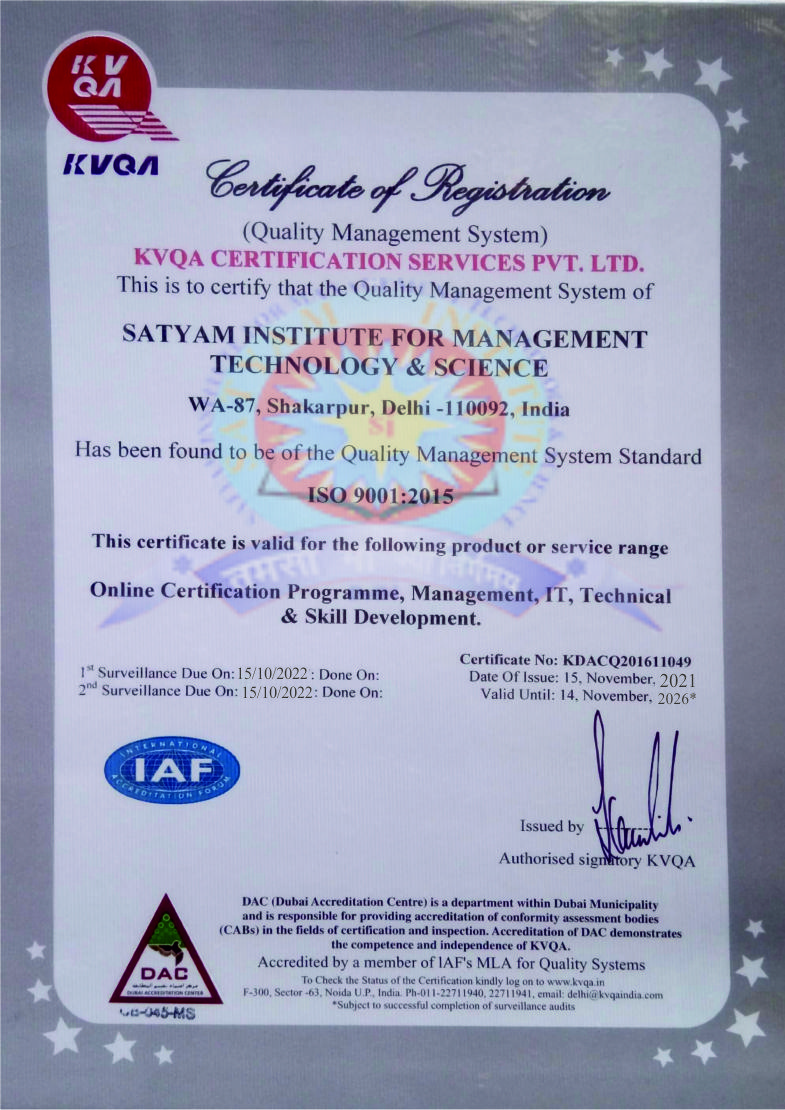 KV
QA
KVQA
Certificate of Registration
(Quality Management System)
KVQA CERTIFICATION SERVICES PVT. LTD.
This is to certify that the Quality Management System of
SATYAM INSTITUTE FOR MANAGEMENT
TECHNOLOGY & SCIENCE
WA-87, Shakarpur, Delhi -110092, India
SI
Has been found to be of the Quality Management System Standard
ISO 9001:2015
This certificate is valid for the following product or service range
Online Certification Programme, Management, IT, Technical
& Skill Development.
1st Surveillance Due On: 15/10/2022 : Done On:
2nd Surveillance Due On: 15/10/2022 : Done On:
Certificate No: KDACQ201611049
Date Of Issue: 15, November, 2021
Valid Until: 14, November, 2026*
INTERNATIONAL
IAF
ACCREDITATION FORUM
Issued by
Authorised signatory KVQA
DAC (Dubai Accreditation Centre) is a department within Dubai Municipality
and is responsible for providing accreditation of conformity assessment bodies
(CABs) in the fields of certification and inspection. Accreditation of DAC demonstrates
the competence and independence of KVQA.
Accredited by a member of IAF's MLA for Quality Systems
To Check the Status of the Certification kindly log on to www.kvqa.in
F-300, Sector -63, Noida U.P., India. Ph-011-22711940, 22711941, email: delhi@kvqaindia.com
*Subject to successful completion of surveillance audits
DAC
DUBAI ACCREDITATION CENTER
CB-045-MS